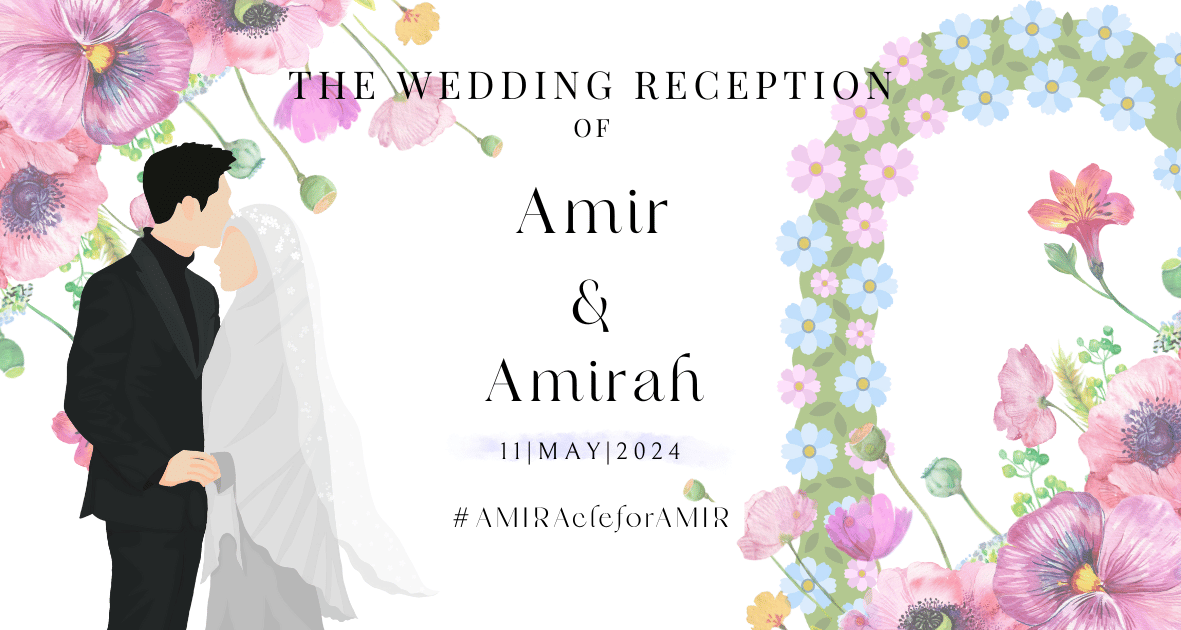 THE WEDDING RECEPTION
OF
Amir
&
Amirah
11|MAY|2024
#AMIRAcleforAMIR